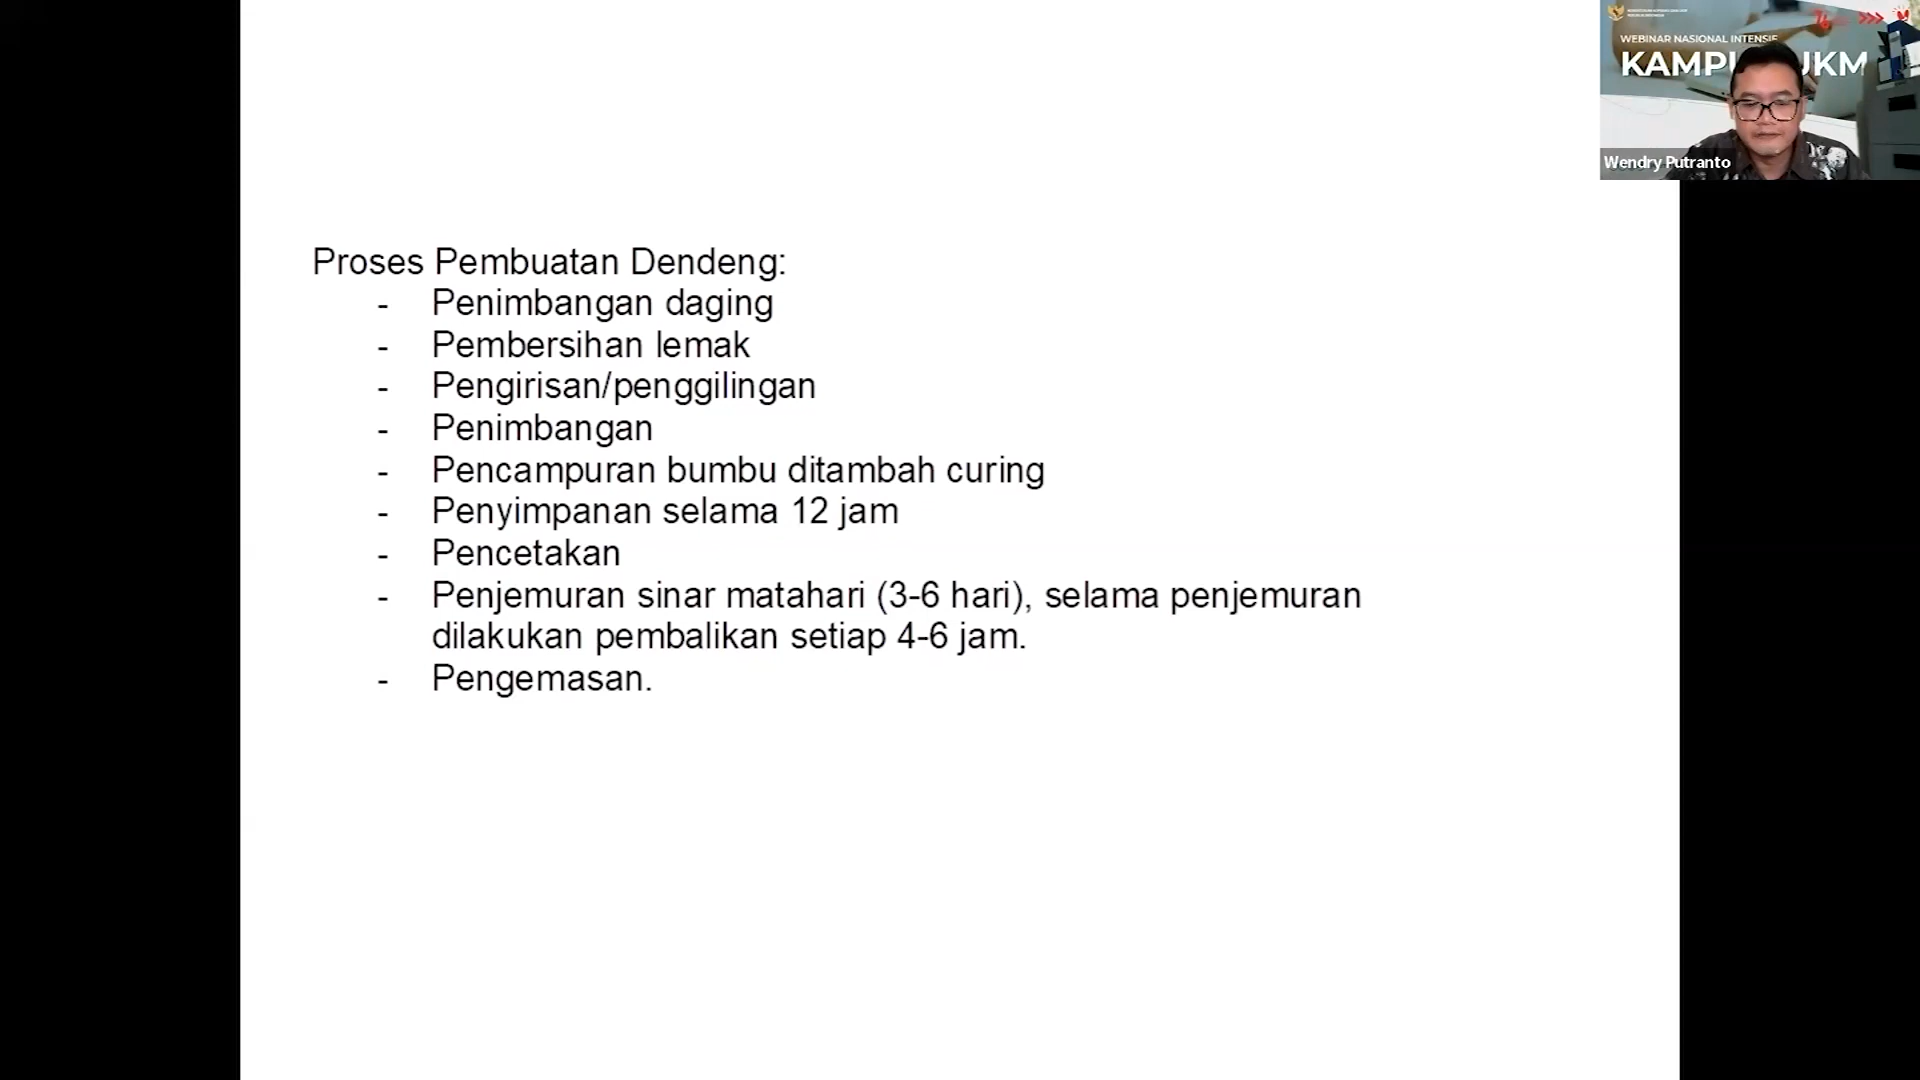 WEBINAR NASIONAL INTENSIF
Wendry Putranto
Proses Pembuatan Dendeng:
- Penimbangan daging
- Pembersihan lemak
- Pengirisan/penggilingan
- Penimbangan
- Pencampuran bumbu ditambah curing
- Penyimpanan selama 12 jam
- Pencetakan
- Penjemuran sinar matahari (3-6 hari), selama penjemuran
dilakukan pembalikan setiap 4-6 jam.
- Pengemasan.